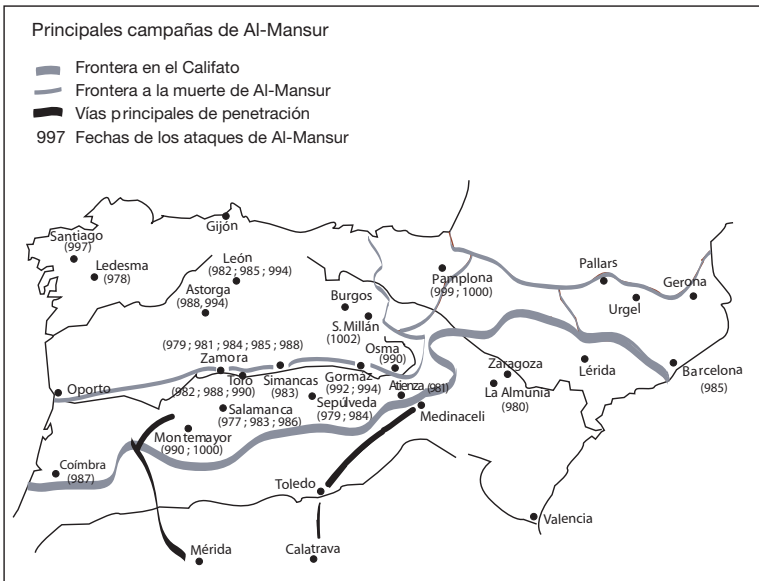 Principales campañas de Al-Mansur
Frontera en el Califato
Frontera a la muerte de Al-Mansur
Vías principales de penetración
997 Fechas de los ataques de Al-Mansur
Gijón
Santiago
(997)
Ledesma
(978)
León
(982 ; 985 ; 994)
Astorga
(988, 994)
Pamplona
(999 ; 1000)
Pallars
Urgel
Gerona
Burgos
S. Millán
(1002)
(979 ; 981 ; 984 ; 985 ; 988)
Zamora
Osma
(990)
Oporto
Toro
(982 ; 988 ; 990)
Simancas
(983)
Gormaz
(992 ; 994)
Atienza (981)
Zaragoza
La Almunia
(980)
Lérida
Barcelona
(985)
Salamanca
(977 ; 983 ; 986)
Sepúlveda
(979 ; 984)
Medinaceli
Montemayor
(990 ; 1000)
Coímbra
(987)
Toledo
Valencia
Mérida
Calatrava